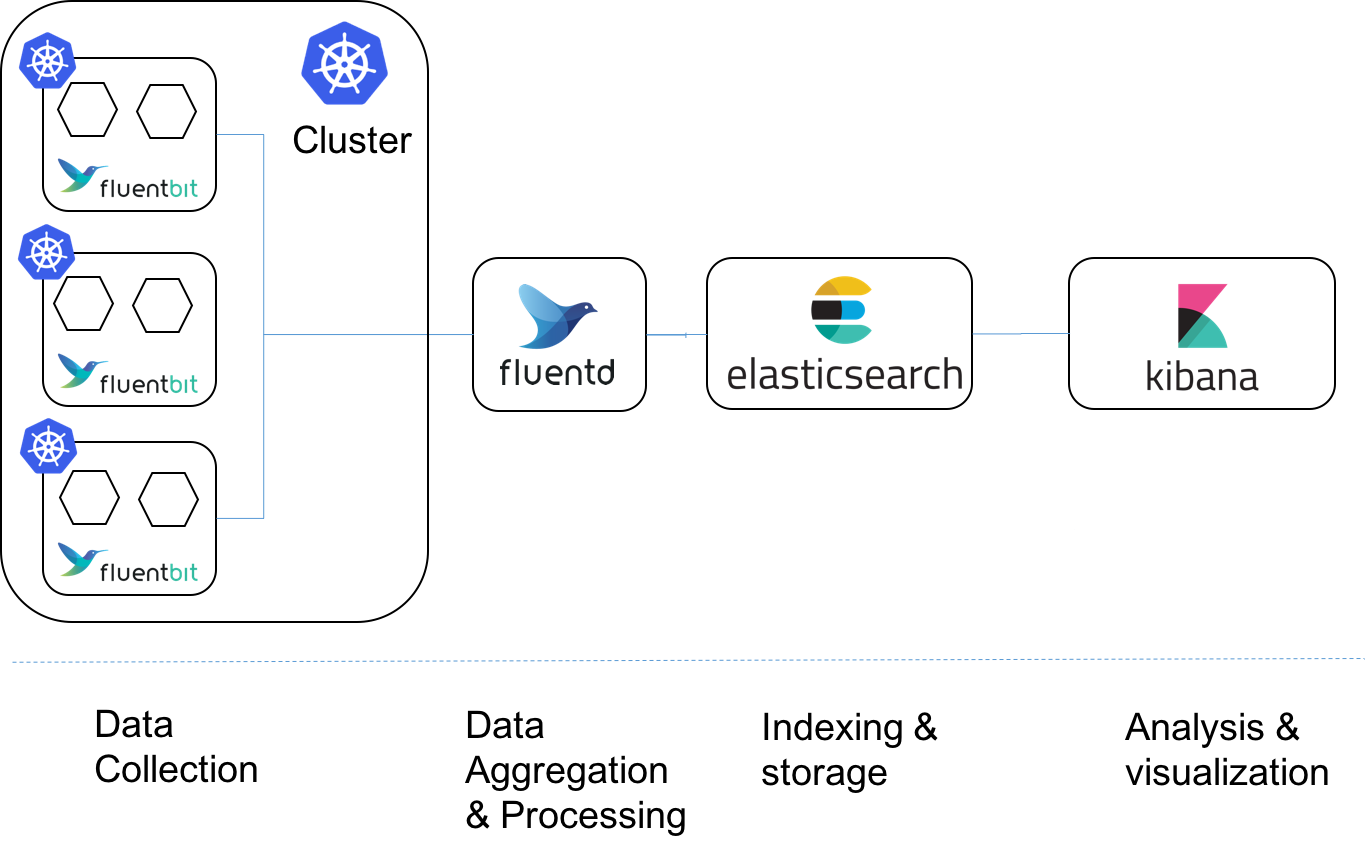 Cluster
fluentbit
fluentbit
fluentbit
fluentd
elasticsearch
kibana
Data
Collection
Data
Aggregation
& Processing
Indexing &
storage
Analysis &
visualization